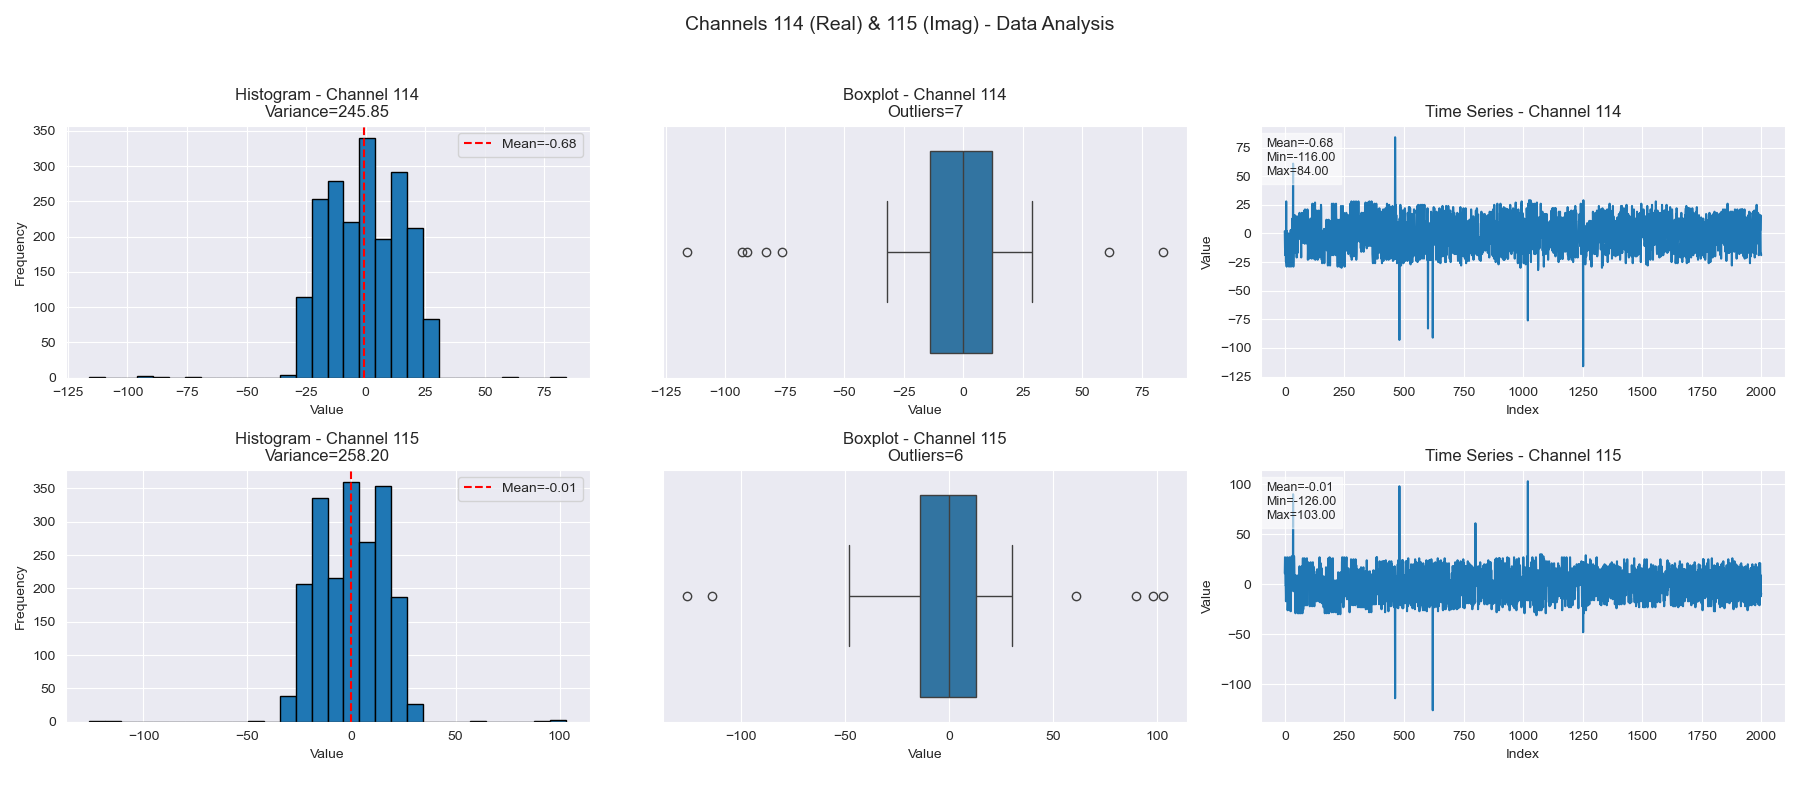 Channels 114 (Real) & 115 (Imag) - Data Analysis
Histogram - Channel 114
Variance=245.85
Mean=-0.68
Frequency
350
300
250
200
150
100
50
0
−125 −100 −75 −50 −25 0 25 50 75
Value
Boxplot - Channel 114
Outliers=7
−125 −100 −75 −50 −25 0 25 50 75
Value
Time Series - Channel 114
Mean=-0.68
Min=-116.00
Max=84.00
Value
75
50
25
0
−25
−50
−75
−100
−125
0 250 500 750 1000 1250 1500 1750 2000
Index
Histogram - Channel 115
Variance=258.20
Mean=-0.01
Frequency
350
300
250
200
150
100
50
0
−100 −50 0 50 100
Value
Boxplot - Channel 115
Outliers=6
−100 −50 0 50 100
Value
Time Series - Channel 115
Mean=-0.01
Min=-126.00
Max=103.00
Value
100
50
0
−50
−100
0 250 500 750 1000 1250 1500 1750 2000
Index